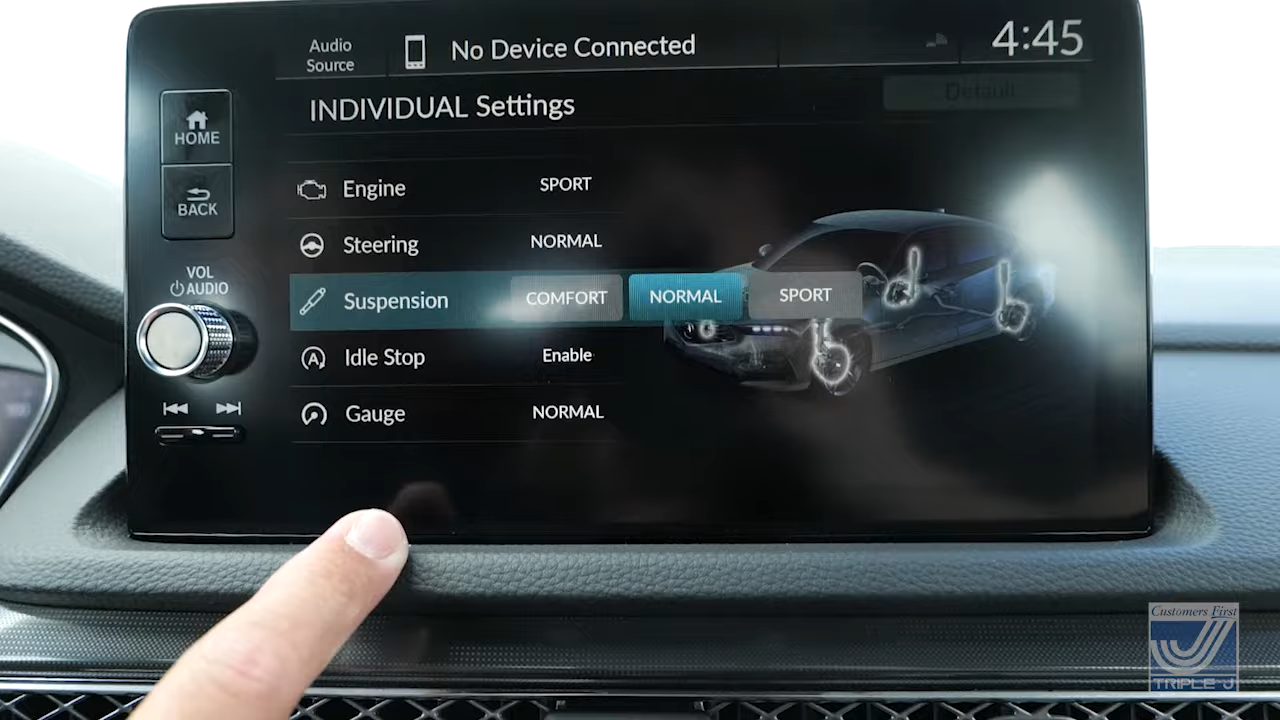 Audio
Source
No Device Connected
4:45
INDIVIDUAL Settings
Default
HOME
BACK
VOL
AUDIO
Engine SPORT
Steering NORMAL
Suspension COMFORT NORMAL SPORT
Idle Stop Enable
Gauge NORMAL
Customers First
TRIPLE J